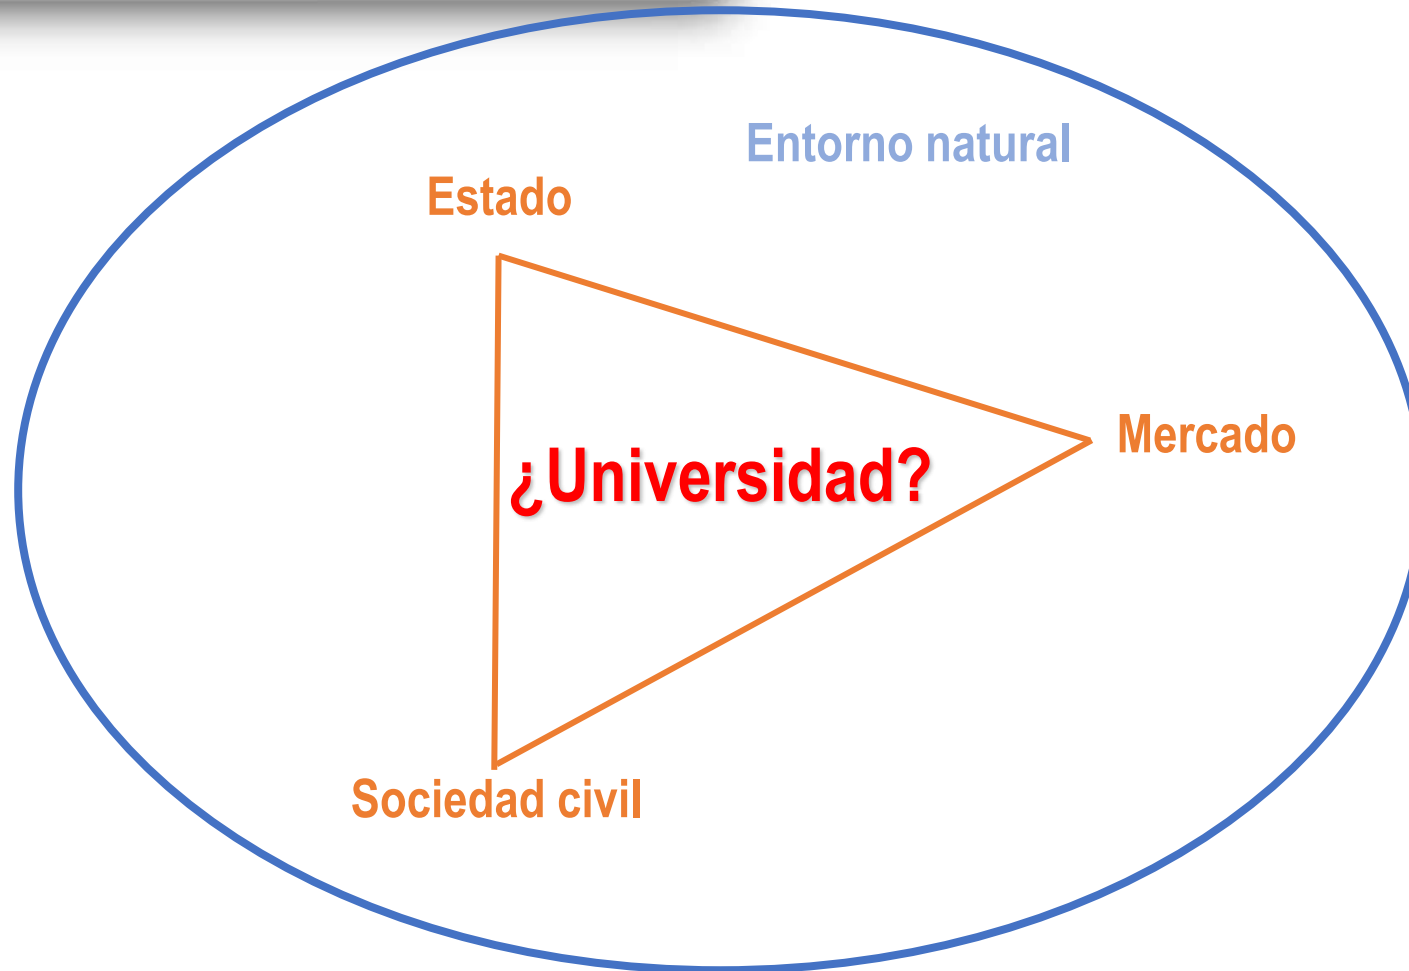 Entorno natural
Estado
Mercado
¿Universidad?
Sociedad civil